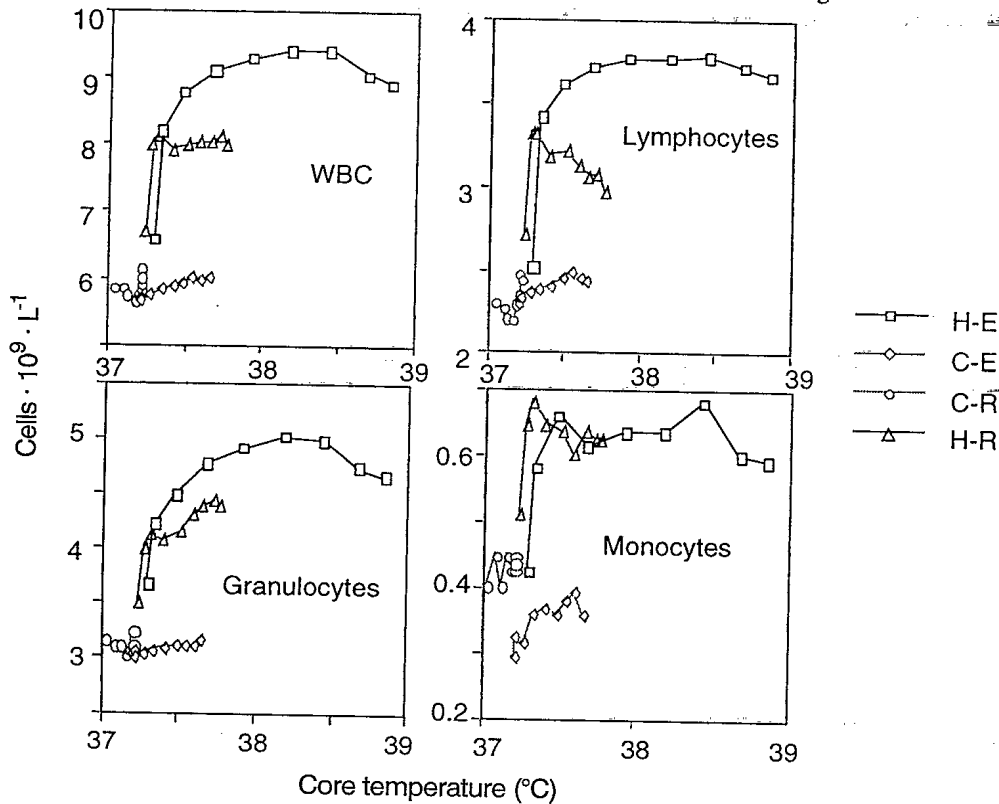 10
9
8
7
6
WBC
37
38
39
4
3
2
Lymphocytes
37
38
39
Cells · 10⁹ · L⁻¹
5
4
3
Granulocytes
37
38
39
0.6
0.4
0.2
Monocytes
37
38
39
Core temperature (°C)
H-E
C-E
C-R
H-R